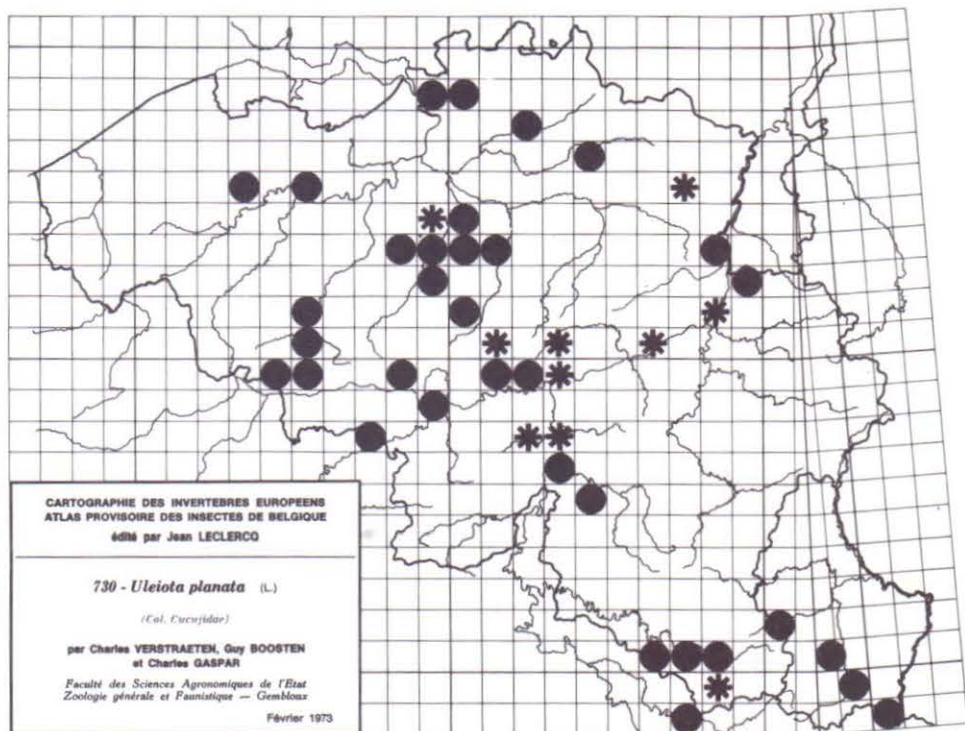 CARTOGRAPHIE DES INVERTEBRES EUROPEENS
ATLAS PROVISOIRE DES INSECTES DE BELGIQUE
édité par Jean LECLERCQ
730 - Uleiota planata (L.)
(Col. Cucujidae)
par Charles VERSTRAETEN, Guy BOOSTEN
et Charles GASPAR
Faculté des Sciences Agronomiques de l'Etat
Zoologie générale et Faunistique — Gembloux
Février 1973